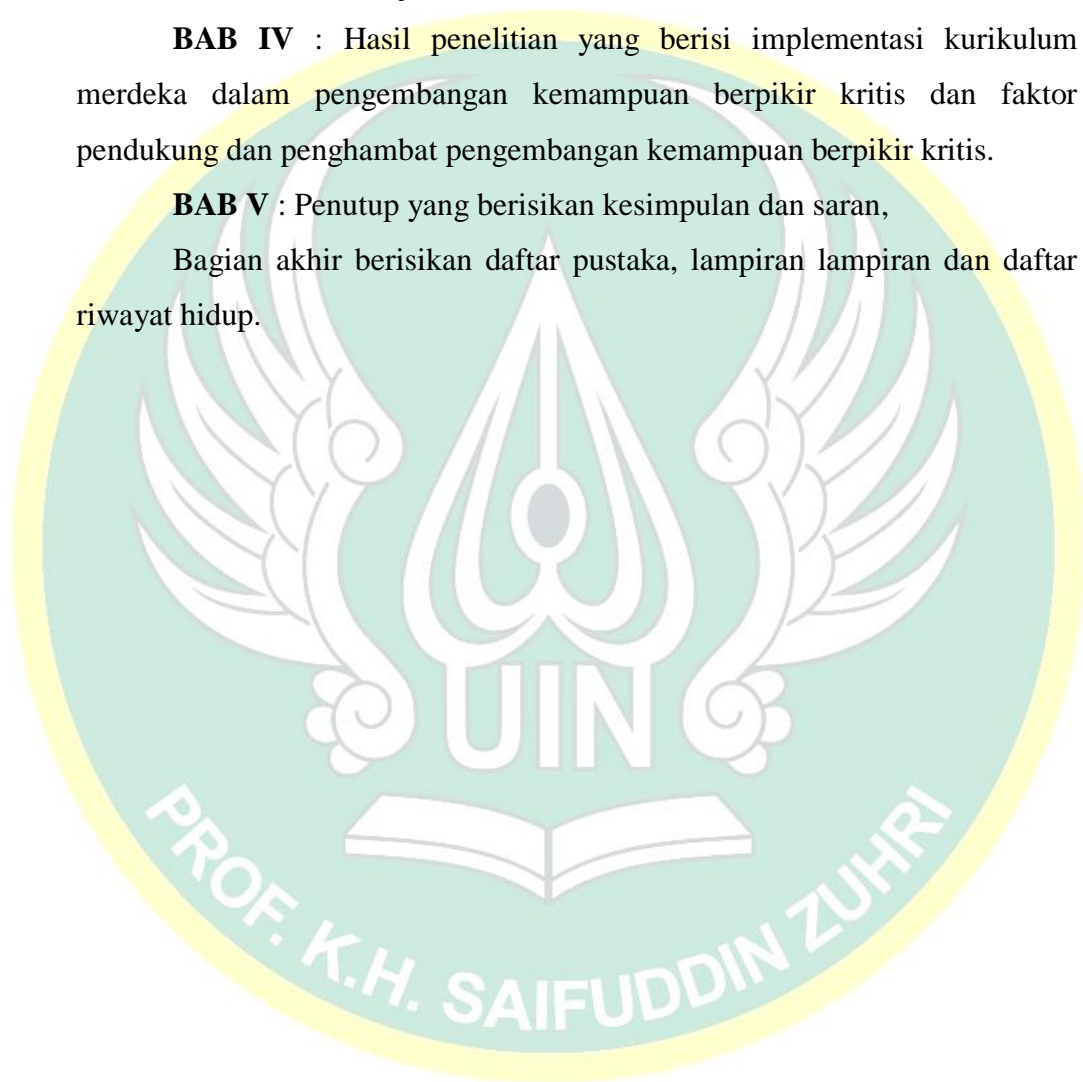 BAB IV : Hasil penelitian yang berisi implementasi kurikulum
merdeka dalam pengembangan kemampuan berpikir kritis dan faktor
pendukung dan penghambat pengembangan kemampuan berpikir kritis.
BAB V : Penutup yang berisikan kesimpulan dan saran,
Bagian akhir berisikan daftar pustaka, lampiran lampiran dan daftar
riwayat hidup.
UIN
PROF. K.H. SAIFUDDIN ZUHRI